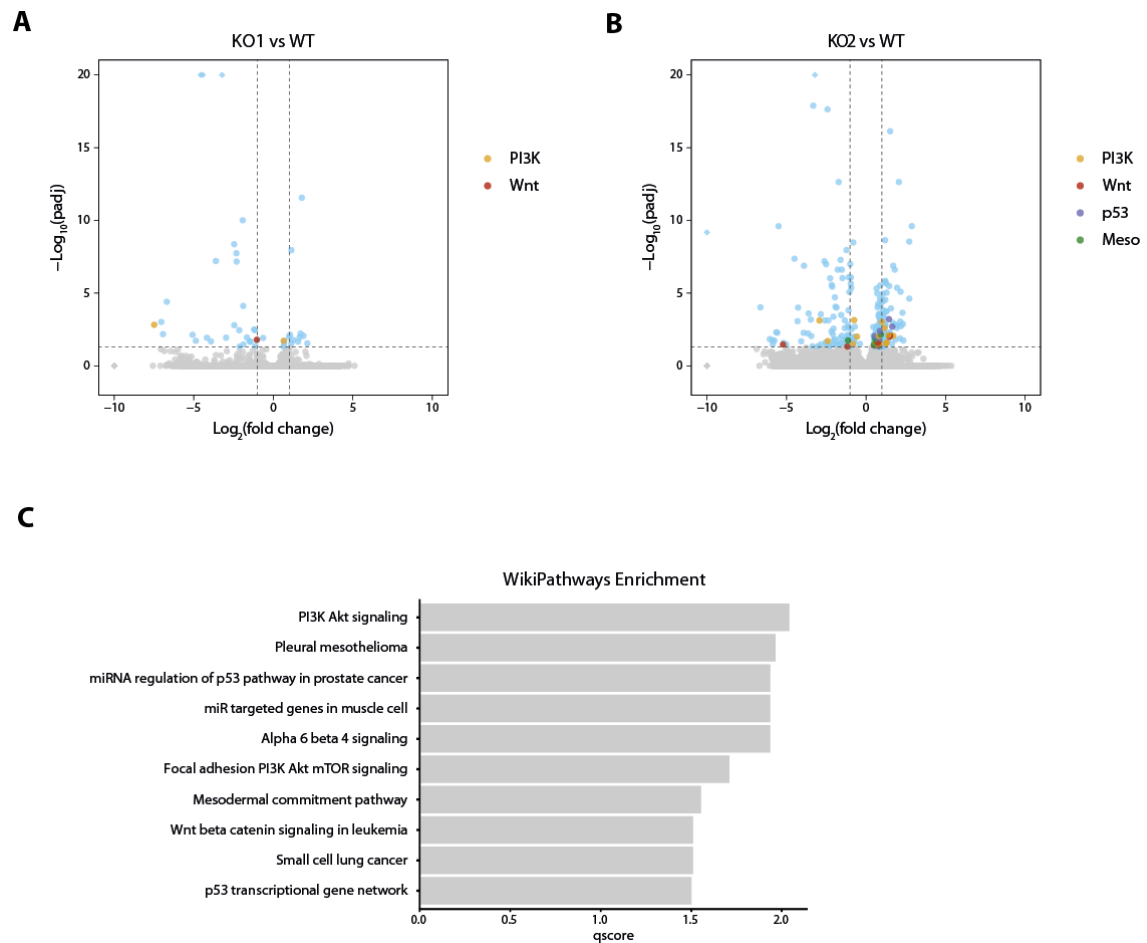 A
KO1 vs WT
20
15
10
5
0
−Log10(padj)
−10
−5
0
5
10
Log2(fold change)
PI3K
Wnt
B
KO2 vs WT
20
15
10
5
0
−Log10(padj)
−10
−5
0
5
10
Log2(fold change)
PI3K
Wnt
p53
Meso
C
WikiPathways Enrichment
PI3K Akt signaling
Pleural mesothelioma
miRNA regulation of p53 pathway in prostate cancer
miR targeted genes in muscle cell
Alpha 6 beta 4 signaling
Focal adhesion PI3K Akt mTOR signaling
Mesodermal commitment pathway
Wnt beta catenin signaling in leukemia
Small cell lung cancer
p53 transcriptional gene network
0.0
0.5
1.0
1.5
2.0
qscore